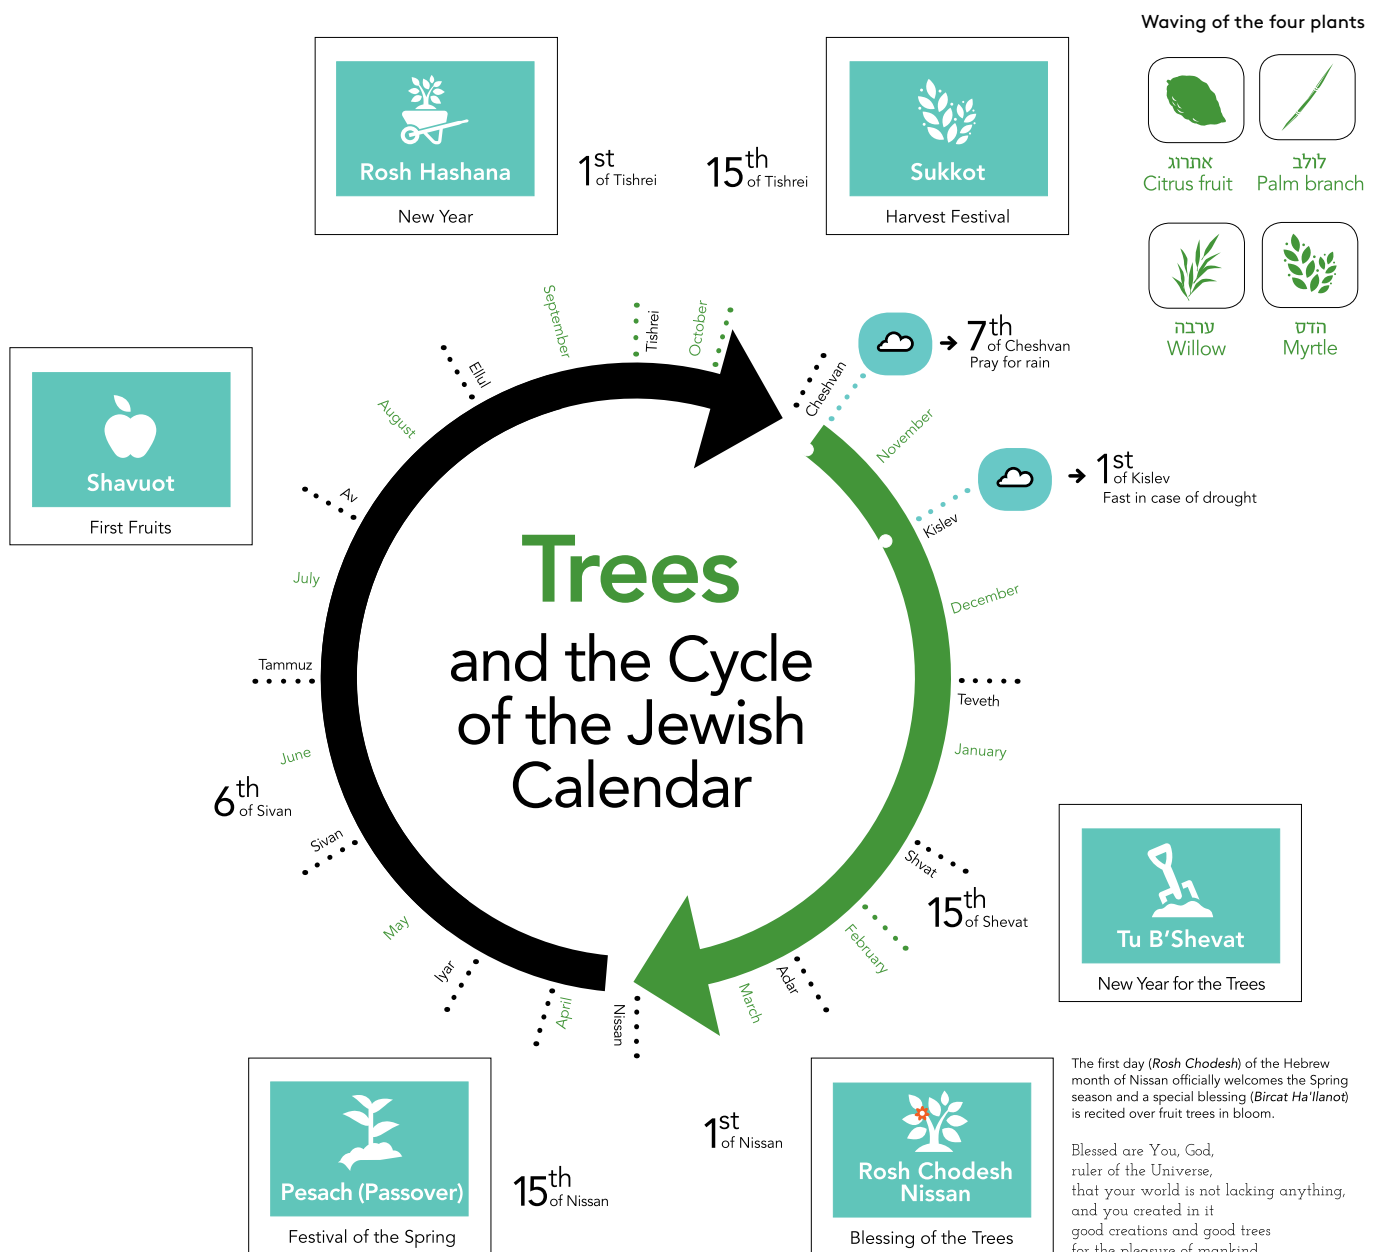 Waving of the four plants
אתרוג
Citrus fruit
לולב
Palm branch
ערבה
Willow
הדס
Myrtle
Rosh Hashana
New Year
1st
of Tishrei
15th
of Tishrei
Sukkot
Harvest Festival
September
Tishrei
October
Cheshvan
7th
of Cheshvan
Pray for rain
November
1st
of Kislev
Fast in case of drought
Kislev
December
Teveth
January
Shvat
15th
of Shevat
Tu B'Shevat
New Year for the Trees
February
Adar
March
Nissan
April
Iyar
May
Sivan
6th
of Sivan
June
Tammuz
July
Av
August
Ellul
Shavuot
First Fruits
Trees
and the Cycle
of the Jewish
Calendar
Pesach (Passover)
Festival of the Spring
15th
of Nissan
1st
of Nissan
Rosh Chodesh
Nissan
Blessing of the Trees
The first day (Rosh Chodesh) of the Hebrew
month of Nissan officially welcomes the Spring
season and a special blessing (Bircat Ha'Ilanot)
is recited over fruit trees in bloom.
Blessed are You, God,
ruler of the Universe,
that your world is not lacking anything,
and you created in it
good creations and good trees
for the pleasure of mankind